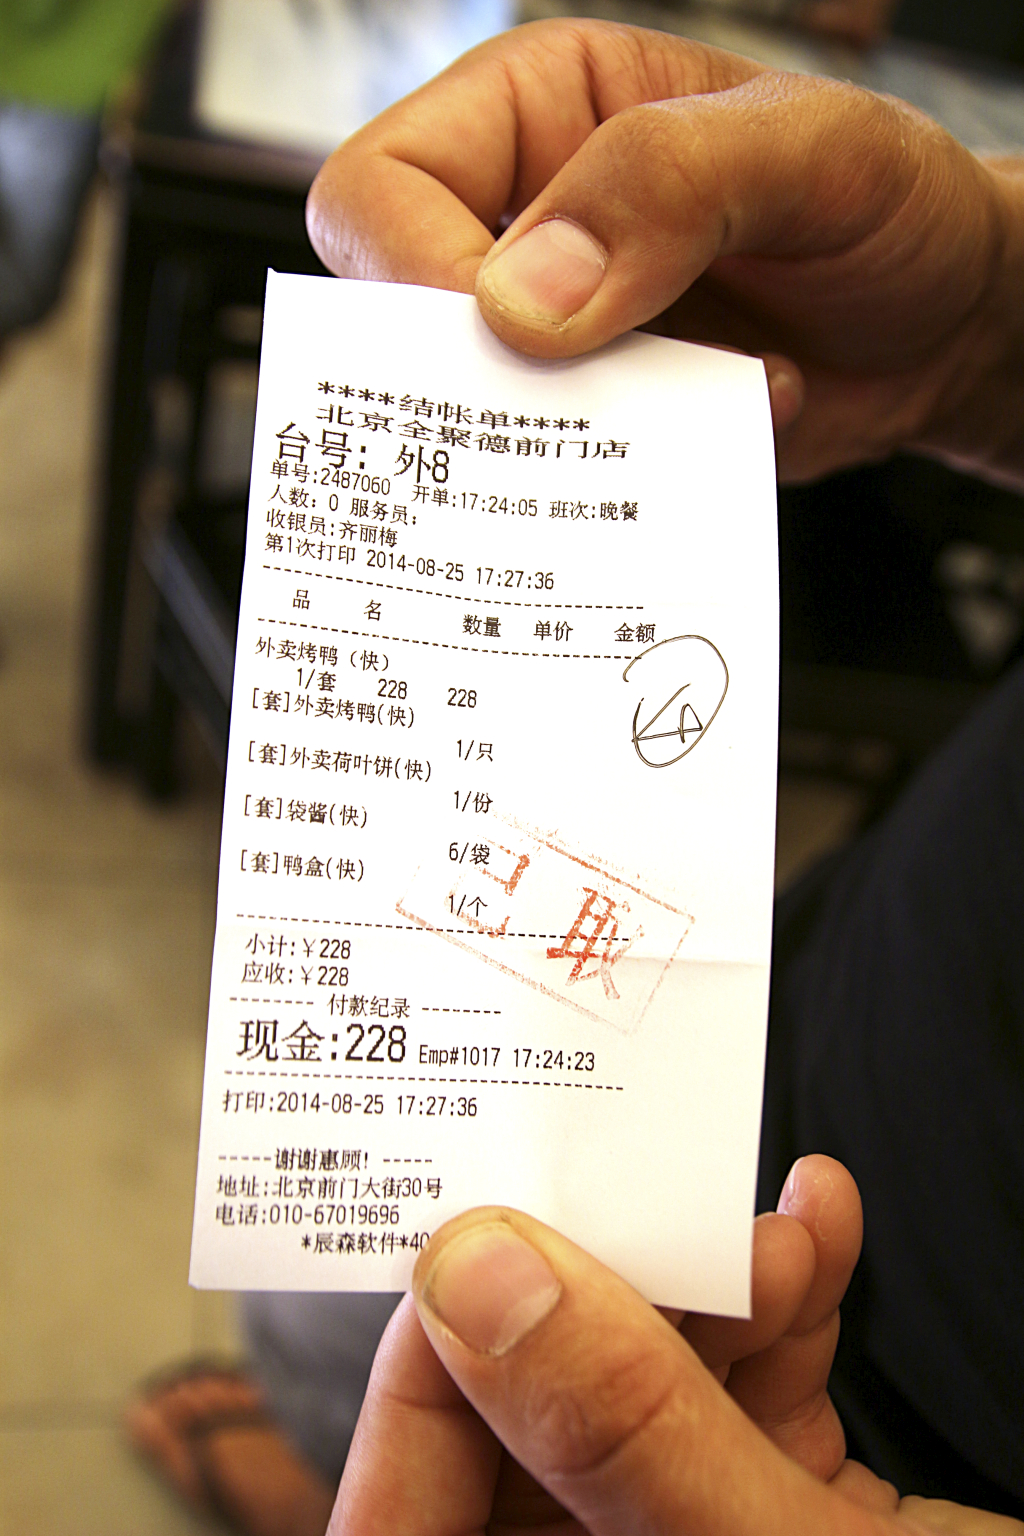 ****结帐单****
北京全聚德前门店
台号: 外8
单号:2487060 开单:17:24:05 班次:晚餐
人数: 0 服务员:
收银员:齐丽梅
第1次打印 2014-08-25 17:27:36
品 名 数量 单价 金额
外卖烤鸭(快)
1/套 228 228
[套]外卖烤鸭(快)
1/只
[套]外卖荷叶饼(快)
1/份
[套]袋酱(快)
6/袋
[套]鸭盒(快)
1/个
已取
小计:￥228
应收:￥228
-------- 付款纪录 --------
现金:228 Emp#1017 17:24:23
打印:2014-08-25 17:27:36
-----谢谢惠顾! -----
地址:北京前门大街30号
电话:010-67019696
*辰森软件*40